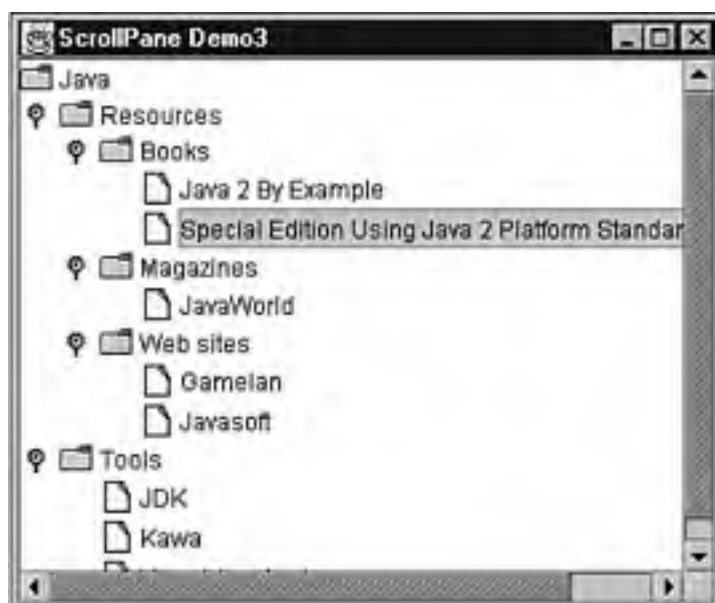 ScrollPane Demo3
Java
Resources
Books
Java 2 By Example
Special Edition Using Java 2 Platform Standar
Magazines
JavaWorld
Web sites
Gamelan
Javasoft
Tools
JDK
Kawa